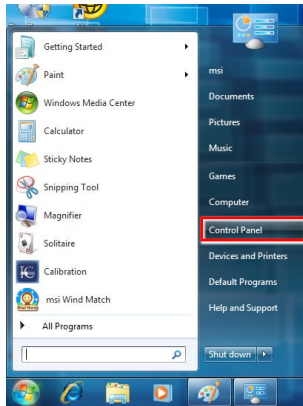 Getting Started
Paint
Windows Media Center
Calculator
Sticky Notes
Snipping Tool
Magnifier
Solitaire
Calibration
msi Wind Match
All Programs
msi
Documents
Pictures
Music
Games
Computer
Control Panel
Devices and Printers
Default Programs
Help and Support
Shut down